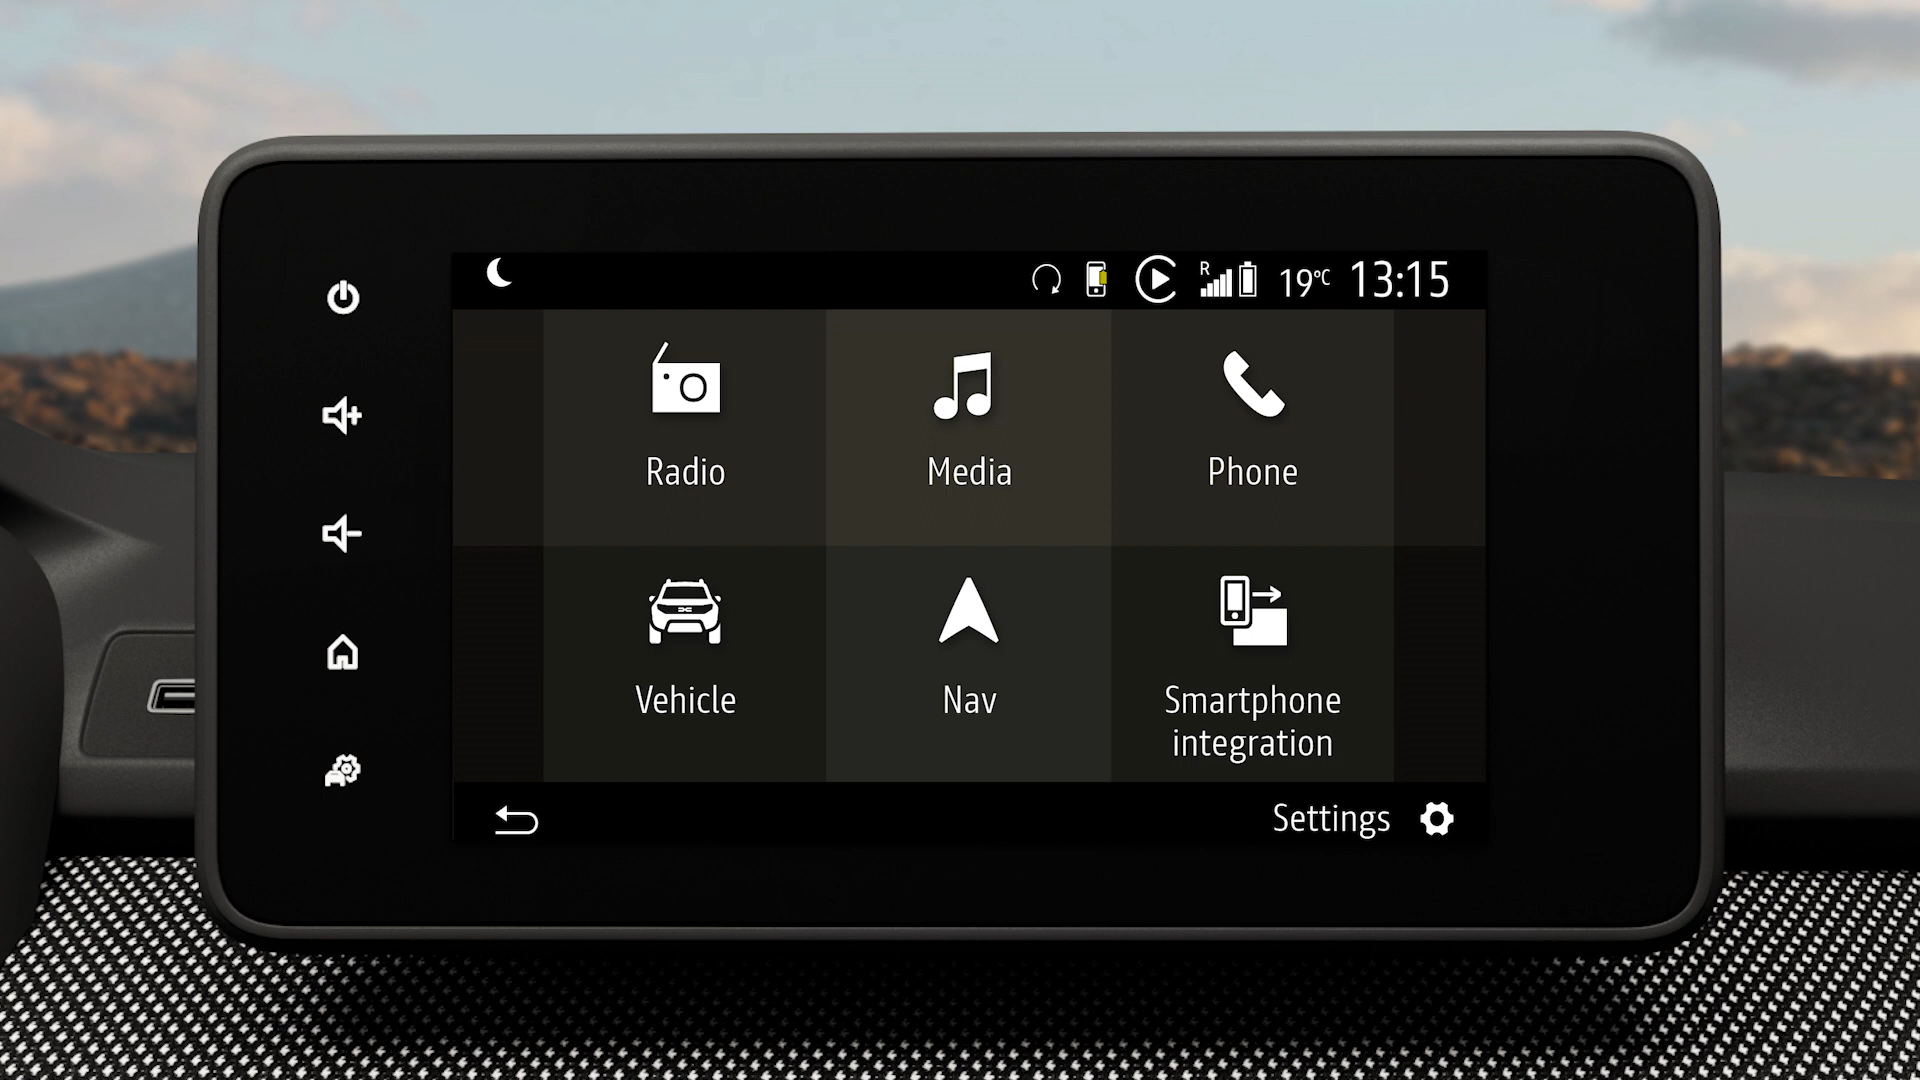 R
19°C 13:15
Radio
Media
Phone
Vehicle
Nav
Smartphone
integration
Settings